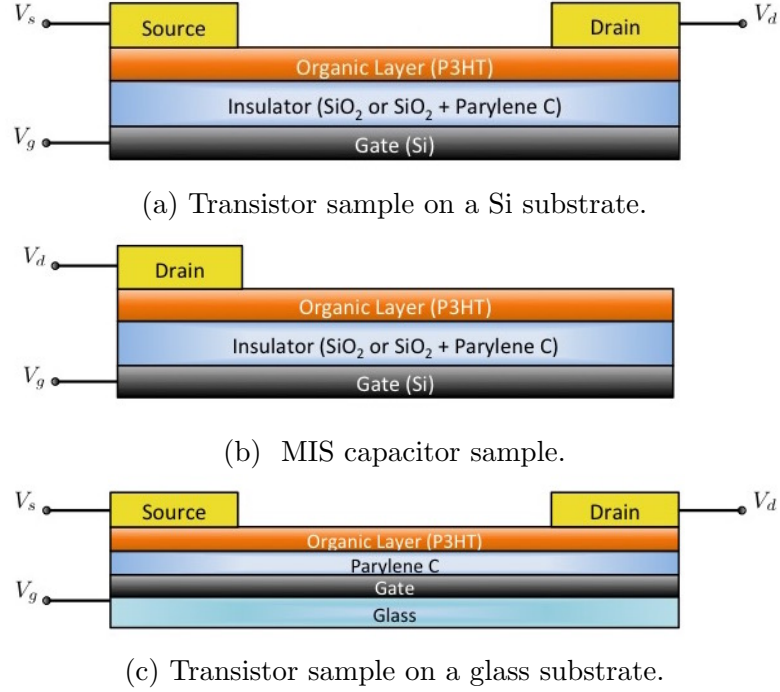 V_s Source Drain V_d
Organic Layer (P3HT)
Insulator (SiO₂ or SiO₂ + Parylene C)
V_g Gate (Si)
(a) Transistor sample on a Si substrate.
V_d Drain
Organic Layer (P3HT)
Insulator (SiO₂ or SiO₂ + Parylene C)
V_g Gate (Si)
(b) MIS capacitor sample.
V_s Source Drain V_d
Organic Layer (P3HT)
Parylene C
Gate
V_g Glass
(c) Transistor sample on a glass substrate.